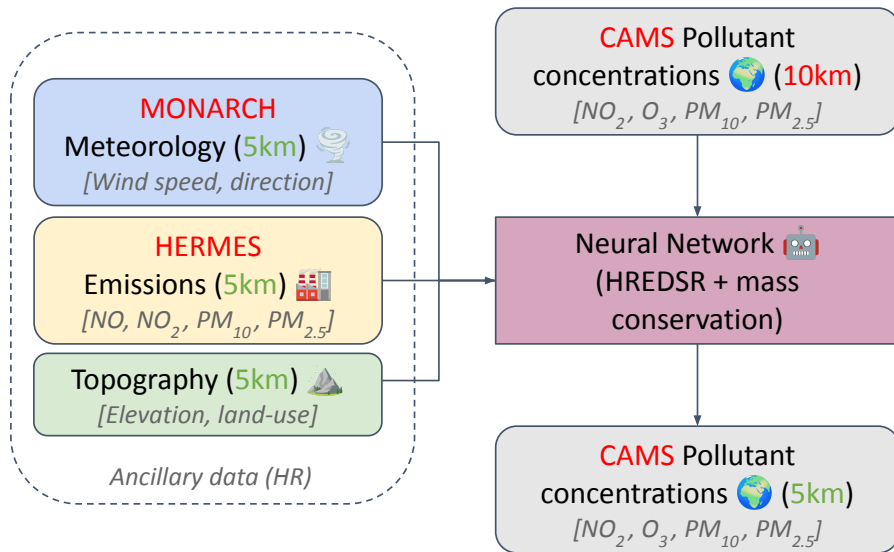 MONARCH
Meteorology (5km) 🌪️
[Wind speed, direction]
HERMES
Emissions (5km) 🏭
[NO, NO₂, PM₁₀, PM₂.₅]
Topography (5km) ⛰️
[Elevation, land-use]
Ancillary data (HR)
CAMS Pollutant
concentrations 🌍 (10km)
[NO₂, O₃, PM₁₀, PM₂.₅]
Neural Network 🤖
(HREDSR + mass
conservation)
CAMS Pollutant
concentrations 🌍 (5km)
[NO₂, O₃, PM₁₀, PM₂.₅]